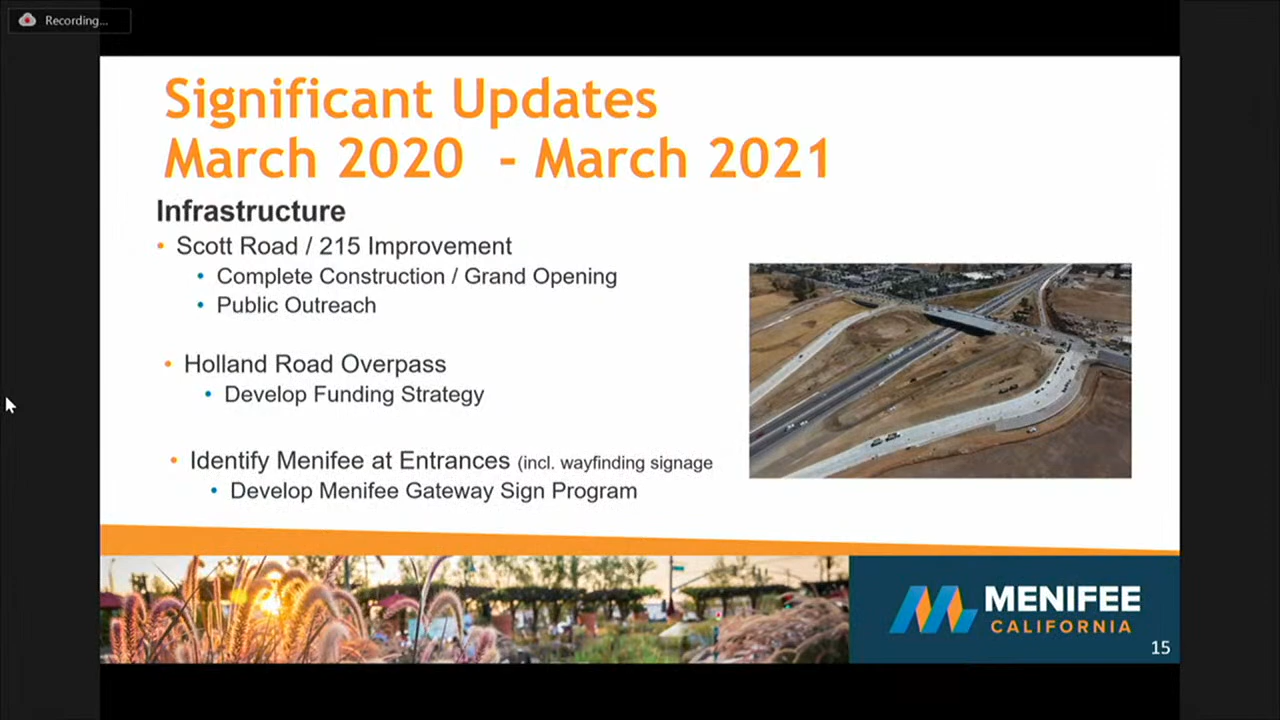 Recording...
Significant Updates
March 2020 - March 2021
Infrastructure
• Scott Road / 215 Improvement
• Complete Construction / Grand Opening
• Public Outreach
• Holland Road Overpass
• Develop Funding Strategy
• Identify Menifee at Entrances (incl. wayfinding signage
• Develop Menifee Gateway Sign Program
MENIFEE
CALIFORNIA
15